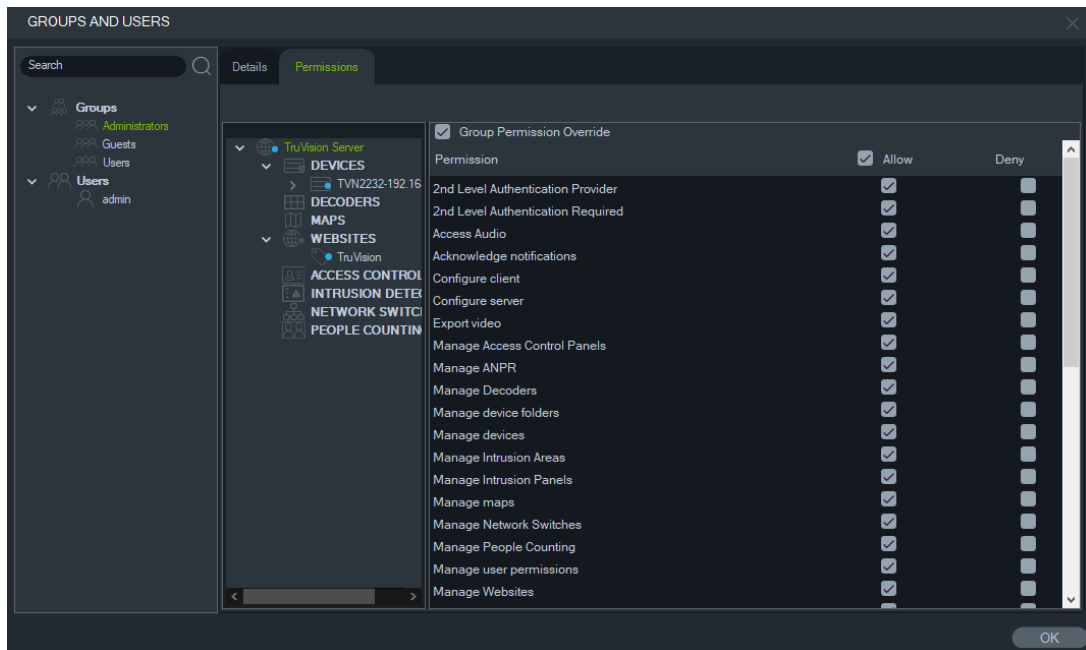 GROUPS AND USERS
Search
Groups
Administrators
Guests
Users
Users
admin
Details
Permissions
TruVision Server
DEVICES
TVN2232-192.16
DECODERS
MAPS
WEBSITES
TruVision
ACCESS CONTROL
INTRUSION DETEC
NETWORK SWITC
PEOPLE COUNTIN
Group Permission Override
Permission Allow Deny
2nd Level Authentication Provider
2nd Level Authentication Required
Access Audio
Acknowledge notifications
Configure client
Configure server
Export video
Manage Access Control Panels
Manage ANPR
Manage Decoders
Manage device folders
Manage devices
Manage Intrusion Areas
Manage Intrusion Panels
Manage maps
Manage Network Switches
Manage People Counting
Manage user permissions
Manage Websites
OK